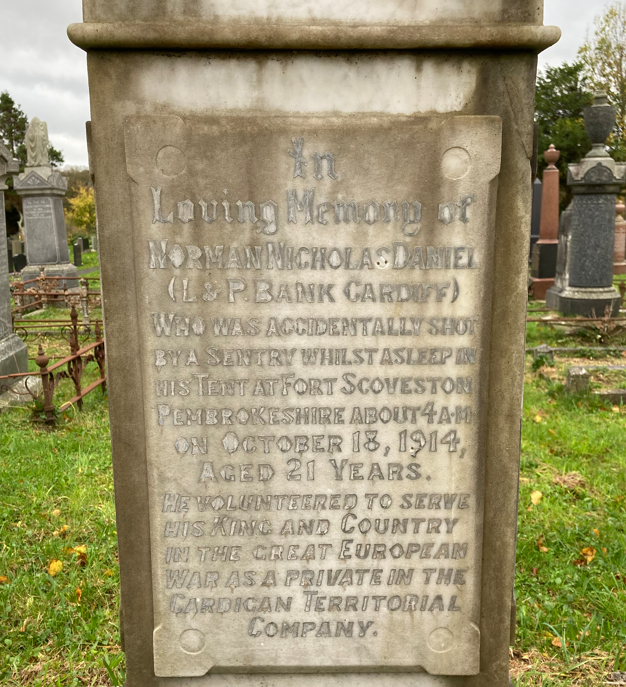 In
Loving Memory of
NORMAN NICHOLAS DANIEL
(L & P. BANK CARDIFF)
WHO WAS ACCIDENTALLY SHOT
BY A SENTRY WHILST ASLEEP IN
HIS TENT AT FORT SCOVESTON
PEMBROKESHIRE ABOUT 4 A.M
ON OCTOBER 18, 1914,
AGED 21 YEARS.
HE VOLUNTEERED TO SERVE
HIS KING AND COUNTRY
IN THE GREAT EUROPEAN
WAR AS A PRIVATE IN THE
CARDIGAN TERRITORIAL
COMPANY.